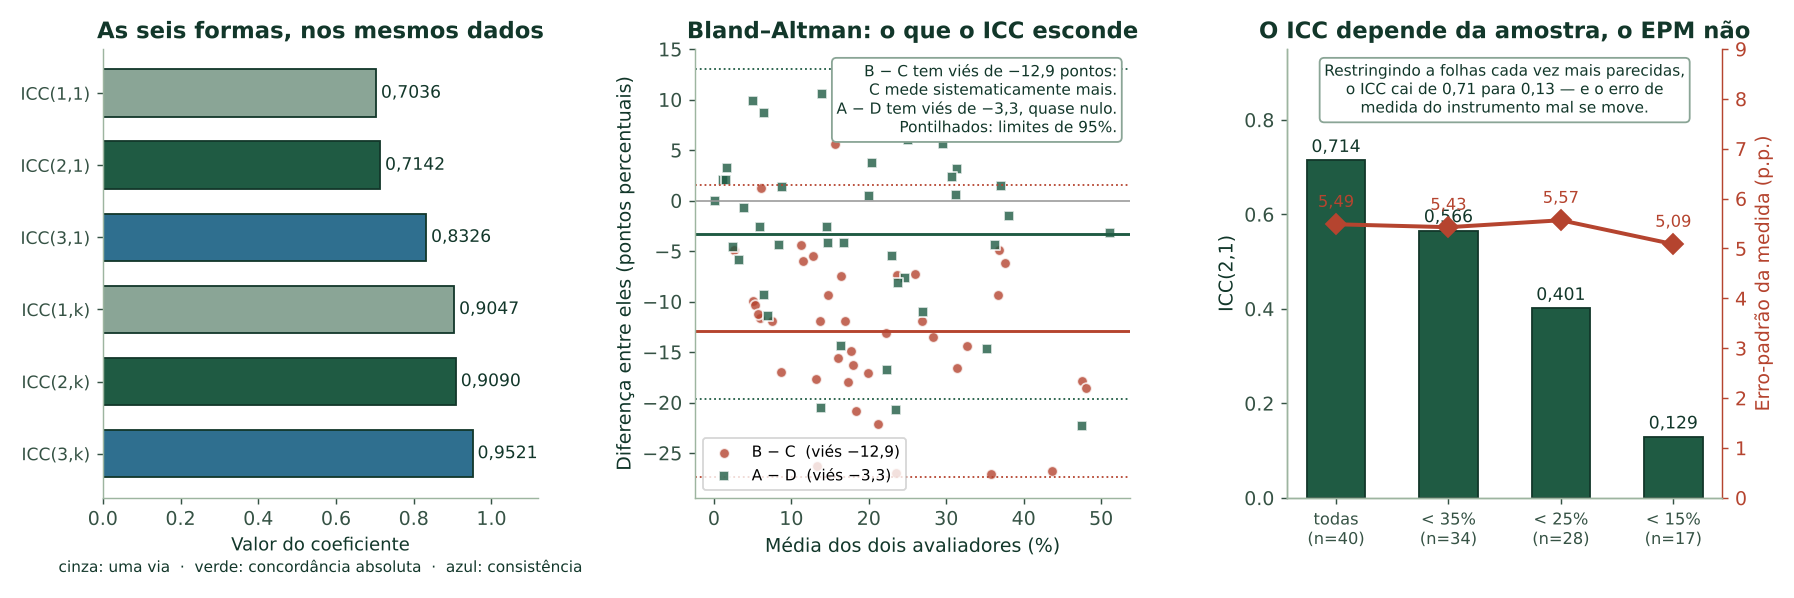 As seis formas, nos mesmos dados
ICC(1,1)
0,7036
ICC(2,1)
0,7142
ICC(3,1)
0,8326
ICC(1,k)
0,9047
ICC(2,k)
0,9090
ICC(3,k)
0,9521
0.0 0.2 0.4 0.6 0.8 1.0
Valor do coeficiente
cinza: uma via · verde: concordância absoluta · azul: consistência
Bland–Altman: o que o ICC esconde
Diferença entre eles (pontos percentuais)
15
10
5
0
−5
−10
−15
−20
−25
B − C tem viés de −12,9 pontos:
C mede sistematicamente mais.
A − D tem viés de −3,3, quase nulo.
Pontilhados: limites de 95%.
B − C (viés −12,9)
A − D (viés −3,3)
0 10 20 30 40 50
Média dos dois avaliadores (%)
O ICC depende da amostra, o EPM não
Restringindo a folhas cada vez mais parecidas,
o ICC cai de 0,71 para 0,13 — e o erro de
medida do instrumento mal se move.
ICC(2,1)
0.8
0.6
0.4
0.2
0.0
0,714
0,566
0,401
0,129
5,49
5,43
5,57
5,09
9
8
7
6
5
4
3
2
1
0
Erro-padrão da medida (p.p.)
todas
(n=40)
< 35%
(n=34)
< 25%
(n=28)
< 15%
(n=17)